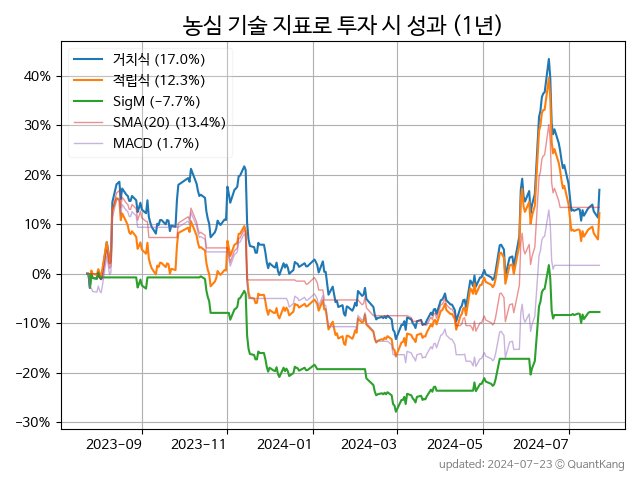 농심 기술 지표로 투자 시 성과 (1년)
거치식 (17.0%)
적립식 (12.3%)
SigM (-7.7%)
SMA(20) (13.4%)
MACD (1.7%)
40%
30%
20%
10%
0%
-10%
-20%
-30%
2023-09 2023-11 2024-01 2024-03 2024-05 2024-07
updated: 2024-07-23 © QuantKang